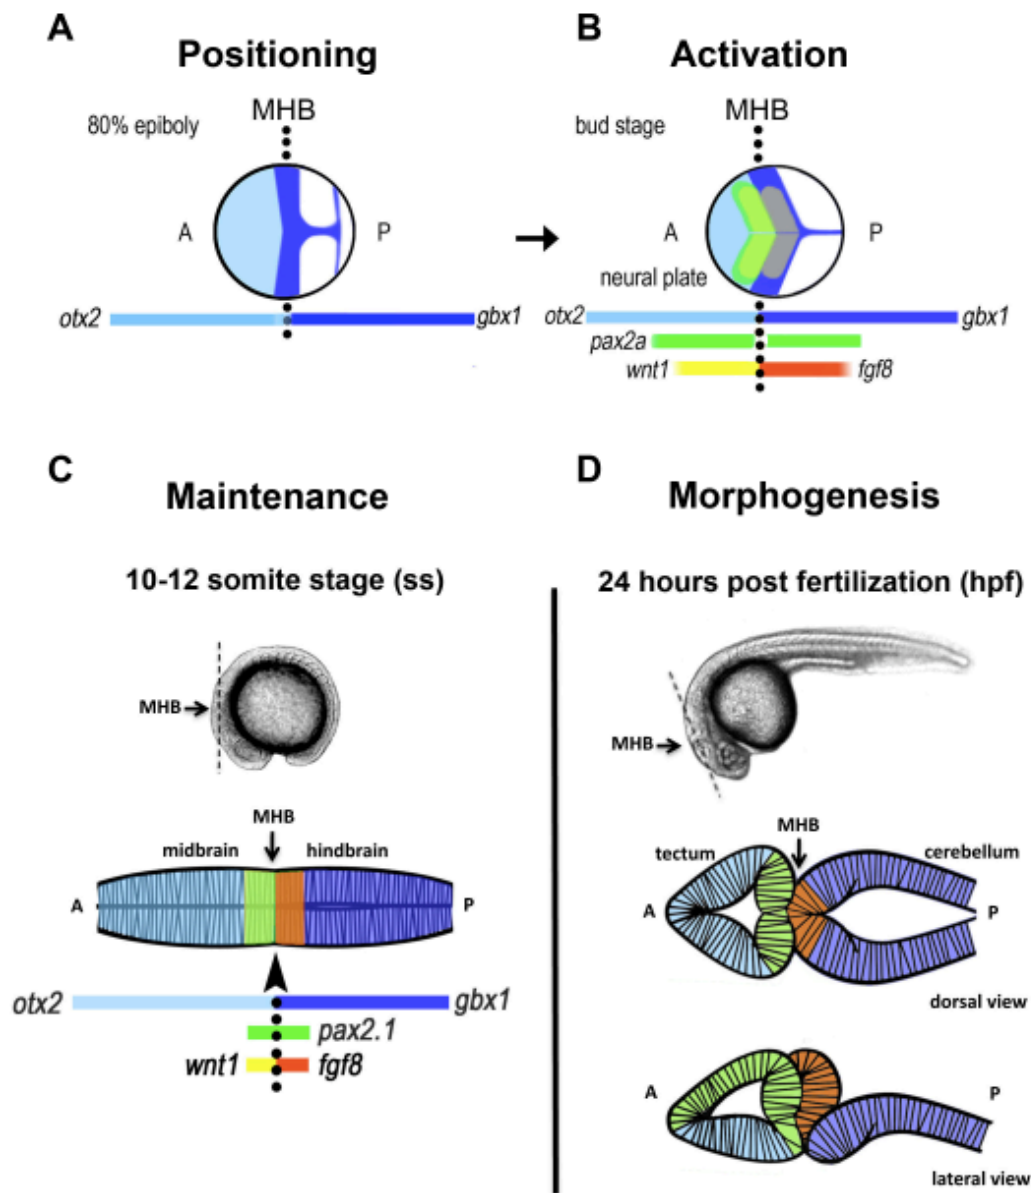 A
Positioning
80% epiboly
MHB
A
P
otx2
gbx1
B
Activation
bud stage
MHB
A
P
neural plate
otx2
gbx1
pax2a
wnt1
fgf8
C
Maintenance
10-12 somite stage (ss)
MHB
MHB
midbrain
hindbrain
A
P
otx2
gbx1
pax2.1
wnt1
fgf8
D
Morphogenesis
24 hours post fertilization (hpf)
MHB
MHB
tectum
cerebellum
A
P
dorsal view
A
P
lateral view